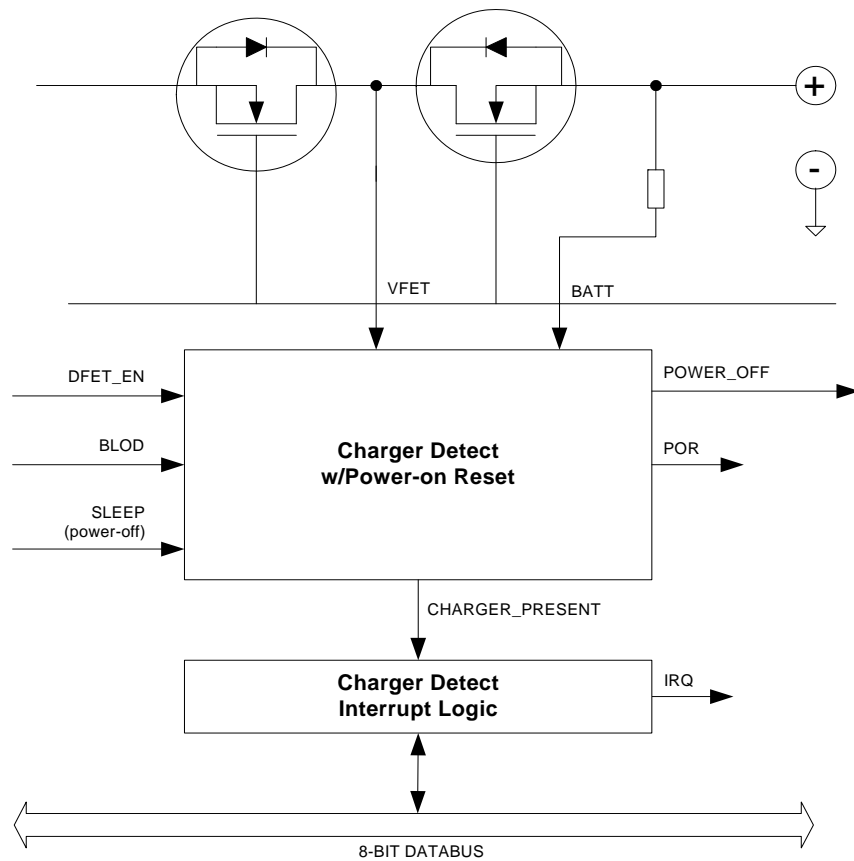 +
-
VFET
BATT
DFET_EN
POWER_OFF
BLOD
Charger Detect
w/Power-on Reset
POR
SLEEP
(power-off)
CHARGER_PRESENT
Charger Detect
Interrupt Logic
IRQ
8-BIT DATABUS